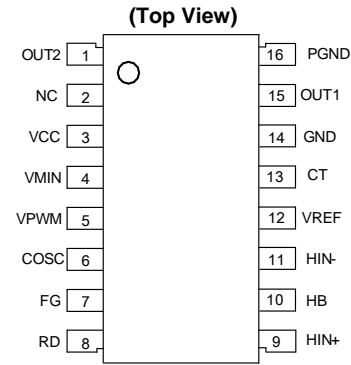 (Top View)
OUT2 1 16 PGND
NC 2 15 OUT1
VCC 3 14 GND
VMIN 4 13 CT
VPWM 5 12 VREF
COSC 6 11 HIN-
FG 7 10 HB
RD 8 9 HIN+